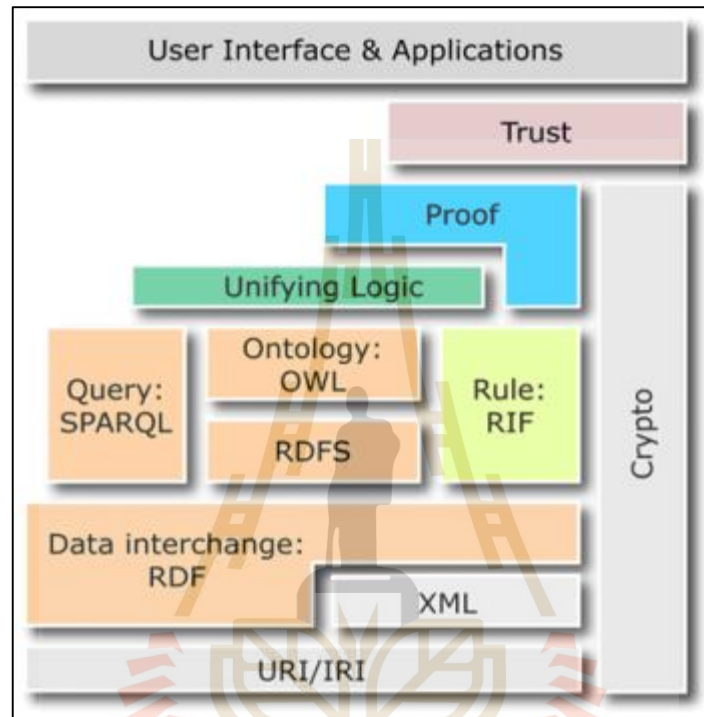 User Interface & Applications
Trust
Proof
Unifying Logic
Query:
SPARQL
Ontology:
OWL
RDFS
Rule:
RIF
Crypto
Data interchange:
RDF
XML
URI/IRI